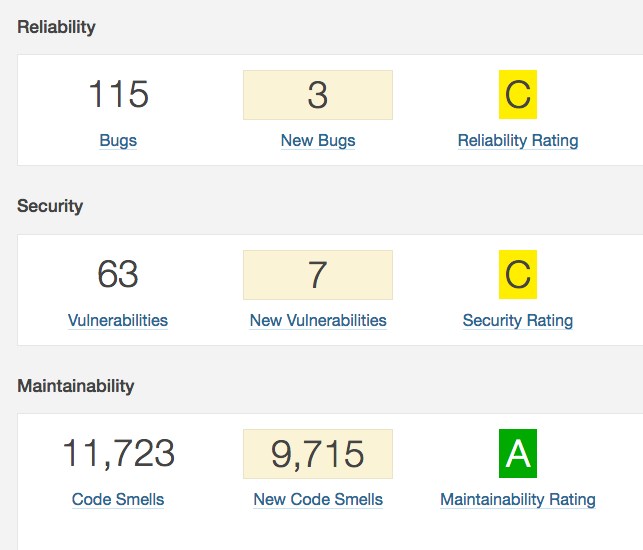 Reliability
115 3 C
Bugs New Bugs Reliability Rating
Security
63 7 C
Vulnerabilities New Vulnerabilities Security Rating
Maintainability
11,723 9,715 A
Code Smells New Code Smells Maintainability Rating